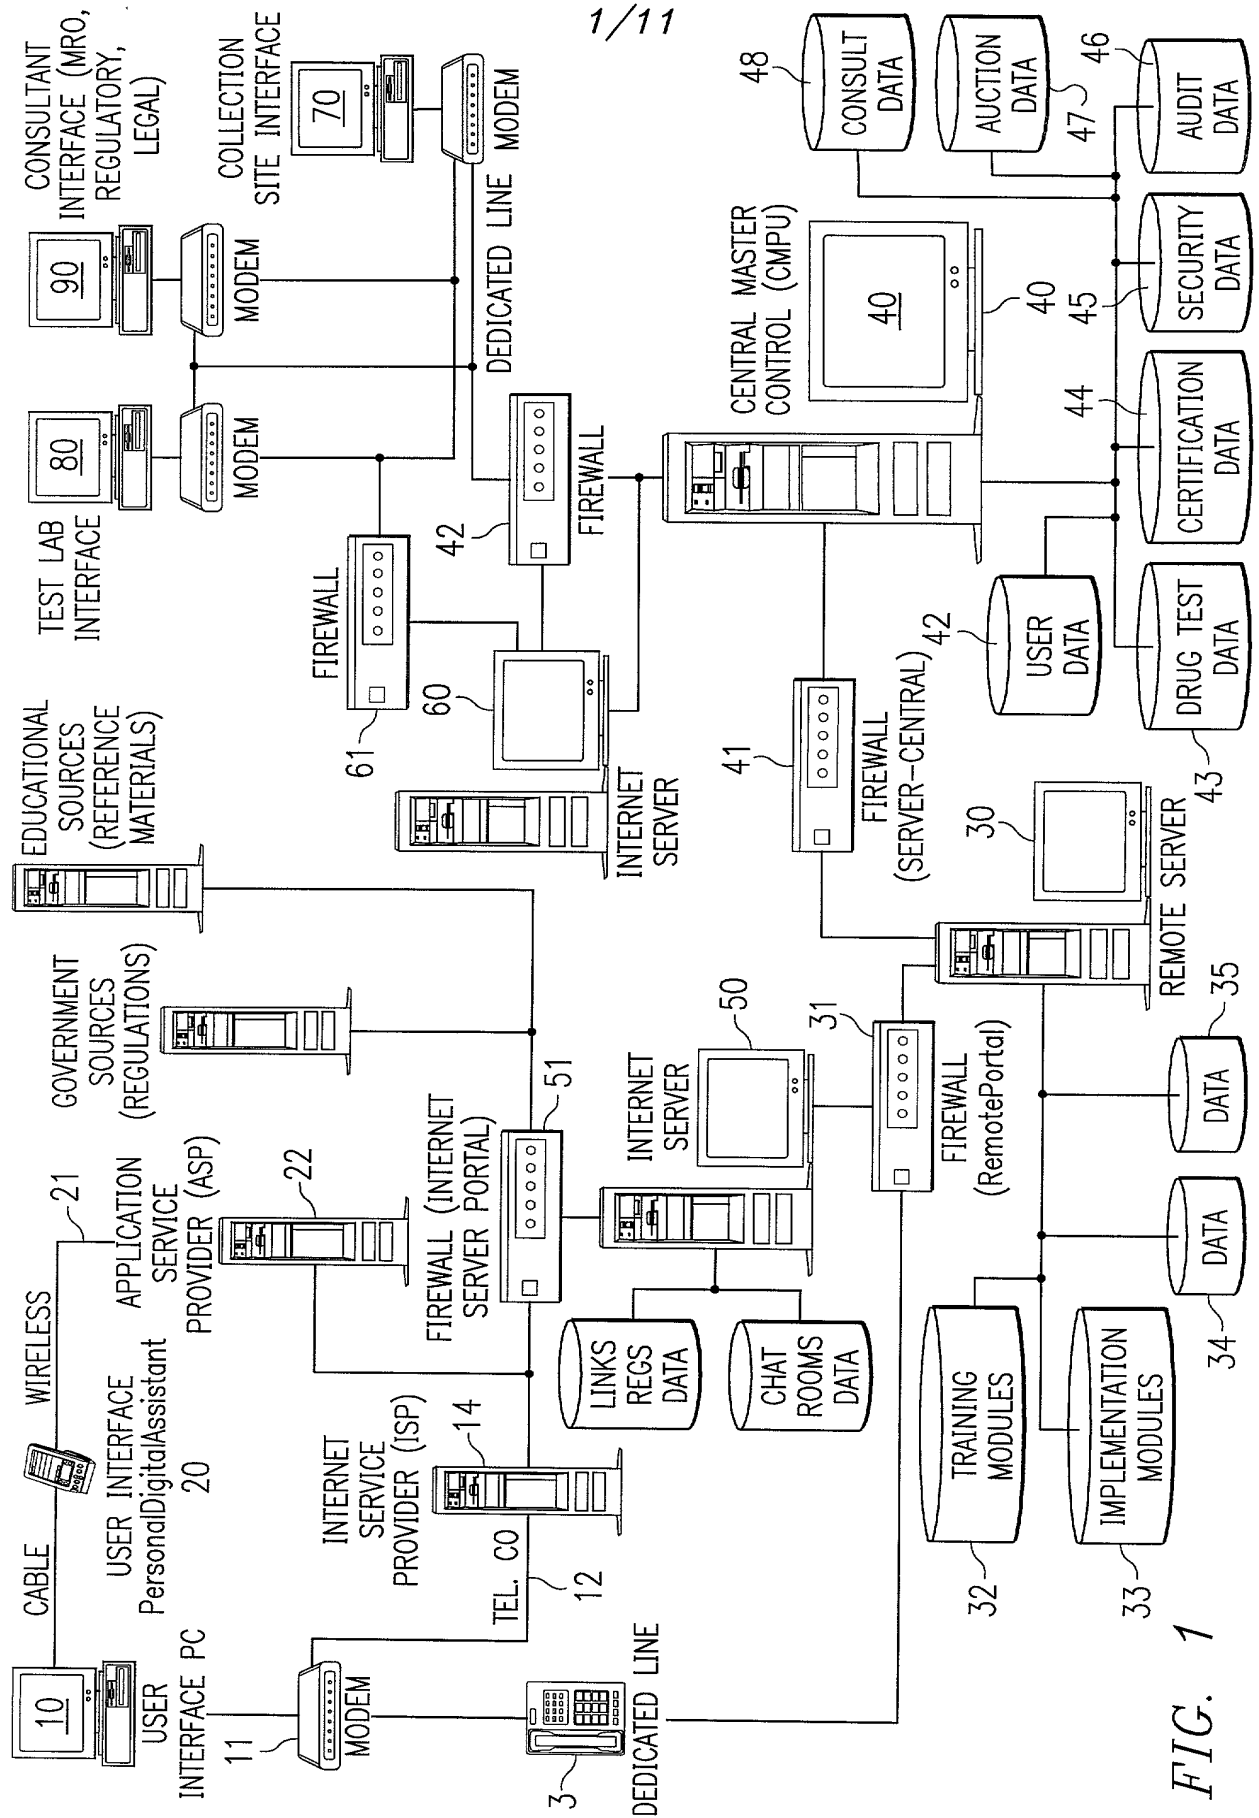 1/11
10
USER
INTERFACE PC
11
MODEM
3
DEDICATED LINE
CABLE
WIRELESS
USER INTERFACE
PersonalDigitalAssistant
20
21
APPLICATION
SERVICE
PROVIDER (ASP)
22
TEL. CO
12
INTERNET
SERVICE
PROVIDER (ISP)
14
FIREWALL (INTERNET
SERVER PORTAL)
51
GOVERNMENT
SOURCES
(REGULATIONS)
EDUCATIONAL
SOURCES
(REFERENCE
MATERIALS)
LINKS
REGS
DATA
CHAT
ROOMS
DATA
INTERNET
SERVER
50
31
FIREWALL
(RemotePortal)
TRAINING
MODULES
32
IMPLEMENTATION
MODULES
33
DATA
34
DATA
35
30
REMOTE SERVER
41
FIREWALL
(SERVER-CENTRAL)
TEST LAB
INTERFACE
80
MODEM
CONSULTANT
INTERFACE (MRO,
REGULATORY,
LEGAL)
90
MODEM
COLLECTION
SITE INTERFACE
70
MODEM
DEDICATED LINE
FIREWALL
61
42
FIREWALL
60
INTERNET
SERVER
CENTRAL MASTER
CONTROL (CMPU)
40
40
42
USER
DATA
DRUG TEST
DATA
43
CERTIFICATION
DATA
44
SECURITY
DATA
45
AUDIT
DATA
46
AUCTION
DATA
47
CONSULT
DATA
48
FIG. 1